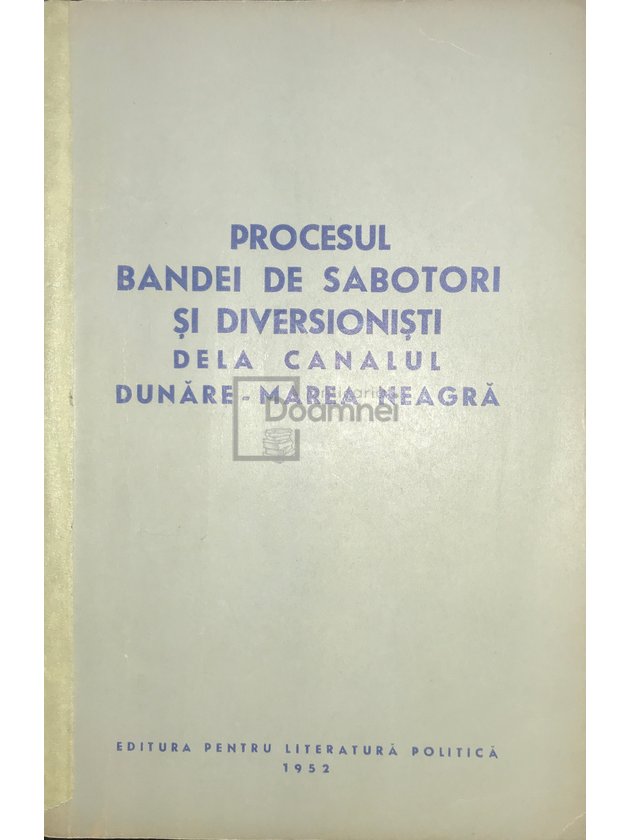 PROCESUL
BANDEI DE SABOTORI
ȘI DIVERSIONIȘTI
DELA CANALUL
DUNĂRE - MAREA NEAGRĂ
Doamnei
EDITURA PENTRU LITERATURĂ POLITICĂ
1952